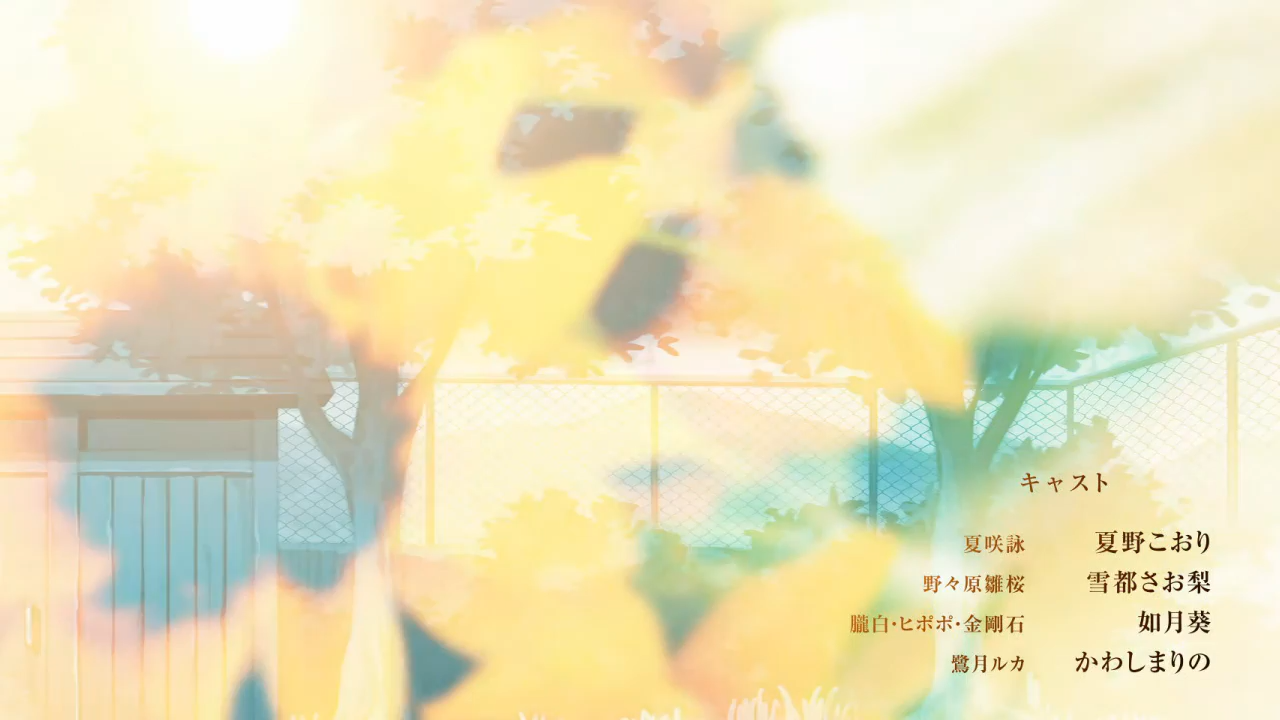 キャスト
夏咲詠 夏野こおり
野々原雛桜 雪都さお梨
朧白・ヒポポ・金剛石 如月葵
鷺月ルカ かわしまりの